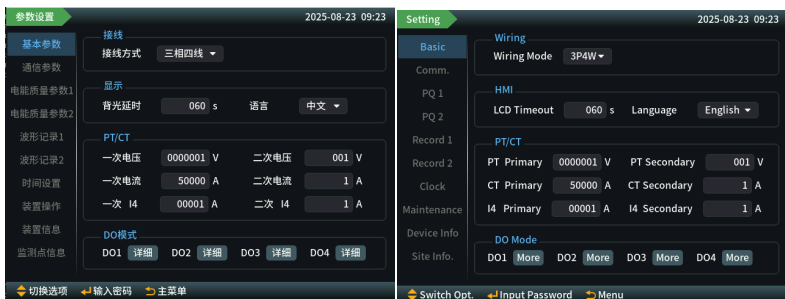 参数设置 2025-08-23 09:23
基本参数
通信参数
电能质量参数1
电能质量参数2
波形记录1
波形记录2
时间设置
装置操作
装置信息
监测点信息
接线
接线方式 三相四线
显示
背光延时 060 s 语言 中文
PT/CT
一次电压 0000001 V 二次电压 001 V
一次电流 50000 A 二次电流 1 A
一次 I4 00001 A 二次 I4 1 A
DO模式
DO1 详细 DO2 详细 DO3 详细 DO4 详细
切换选项 输入密码 主菜单
Setting 2025-08-23 09:23
Basic
Comm.
PQ 1
PQ 2
Record 1
Record 2
Clock
Maintenance
Device Info
Site Info.
Wiring
Wiring Mode 3P4W
HMI
LCD Timeout 060 s Language English
PT/CT
PT Primary 0000001 V PT Secondary 001 V
CT Primary 50000 A CT Secondary 1 A
I4 Primary 00001 A I4 Secondary 1 A
DO Mode
DO1 More DO2 More DO3 More DO4 More
Switch Opt. Input Password Menu